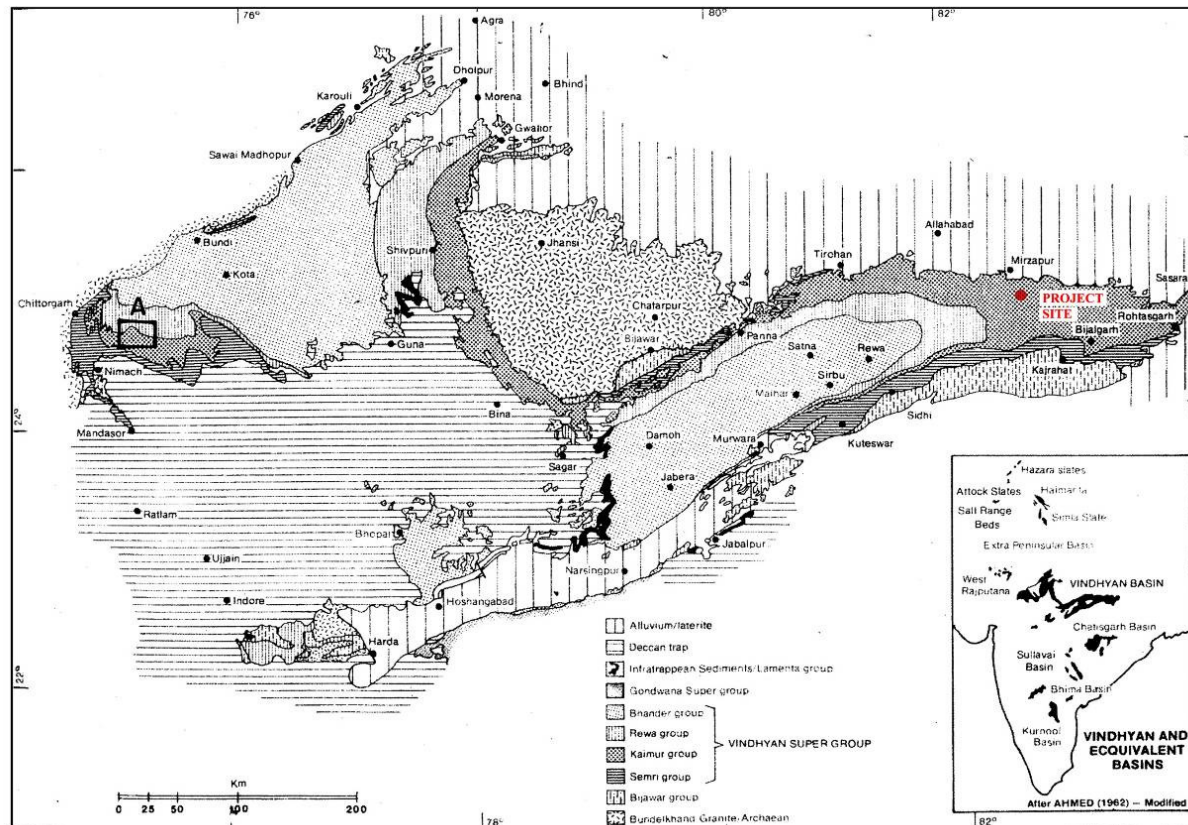 76°
80°
82°
Agra
Dholpur
Bhind
Karouli
Morena
Gwalior
Sawai Madhopur
Allahabad
Bundi
Jhansi
Shivpuri
Tirohan
Mirzapur
Kota
Sasara
Chittorgarh
A
Chatarpur
PROJECT
SITE
Rohtasgarh
Bijalgarh
Panna
Guna
Bijawar
Satna
Rewa
Nimach
Kajrahat
Sirbu
Maihar
Bina
Sidhi
24°
Mandasor
Damoh
Murwara
Kuteswar
Sagar
Jabera
Ratlam
Bhopal
Jabalpur
Ujjain
Narsingpur
Indore
Hoshangabad
Harda
22°
Alluvium/laterite
Deccan trap
Infratrappean Sediments/Lamenta group
Gondwana Super group
Bhander group
Rewa group
Kaimur group
Semri group
VINDHYAN SUPER GROUP
Bijawar group
Bundelkhand Granite/Archaean
Km
0 25 50 100 200
78°
82°
Hazara slates
Attock Slates
Salt Range
Beds
Simla Slate
Extra Peninsular Basin
West
Rajputana
VINDHYAN BASIN
Chatisgarh Basin
Sullavai
Basin
Bhima Basin
Kurnool
Basin
VINDHYAN AND
ECQUIVALENT
BASINS
After AHMED (1962) – Modified